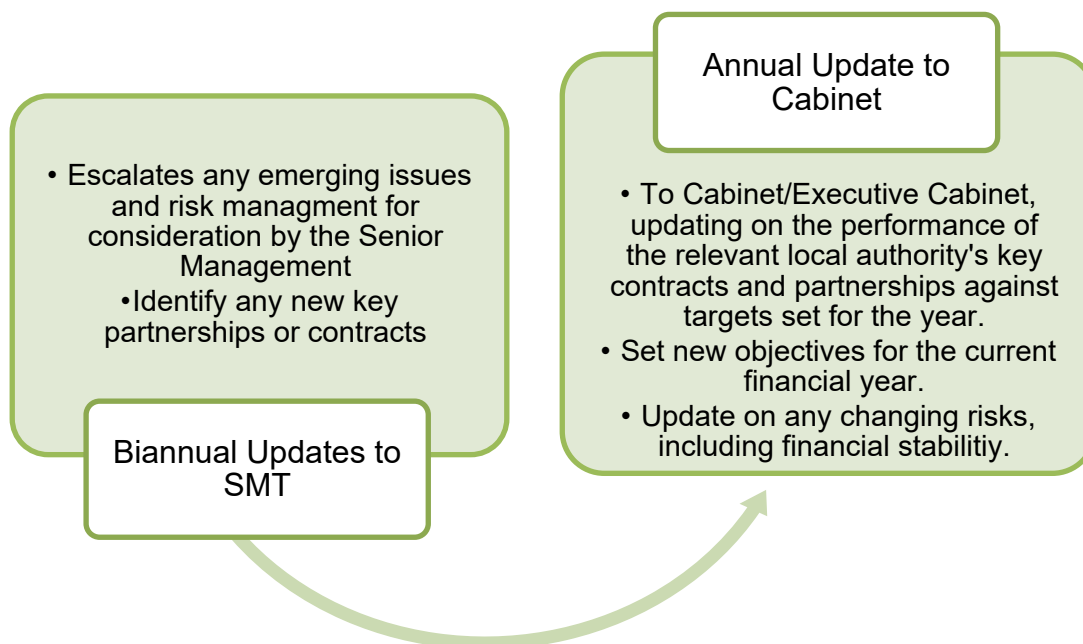 • Escalates any emerging issues
and risk managment for
consideration by the Senior
Management
•Identify any new key
partnerships or contracts
Biannual Updates to
SMT
Annual Update to
Cabinet
• To Cabinet/Executive Cabinet,
updating on the performance of
the relevant local authority's key
contracts and partnerships against
targets set for the year.
• Set new objectives for the current
financial year.
• Update on any changing risks,
including financial stabilitiy.